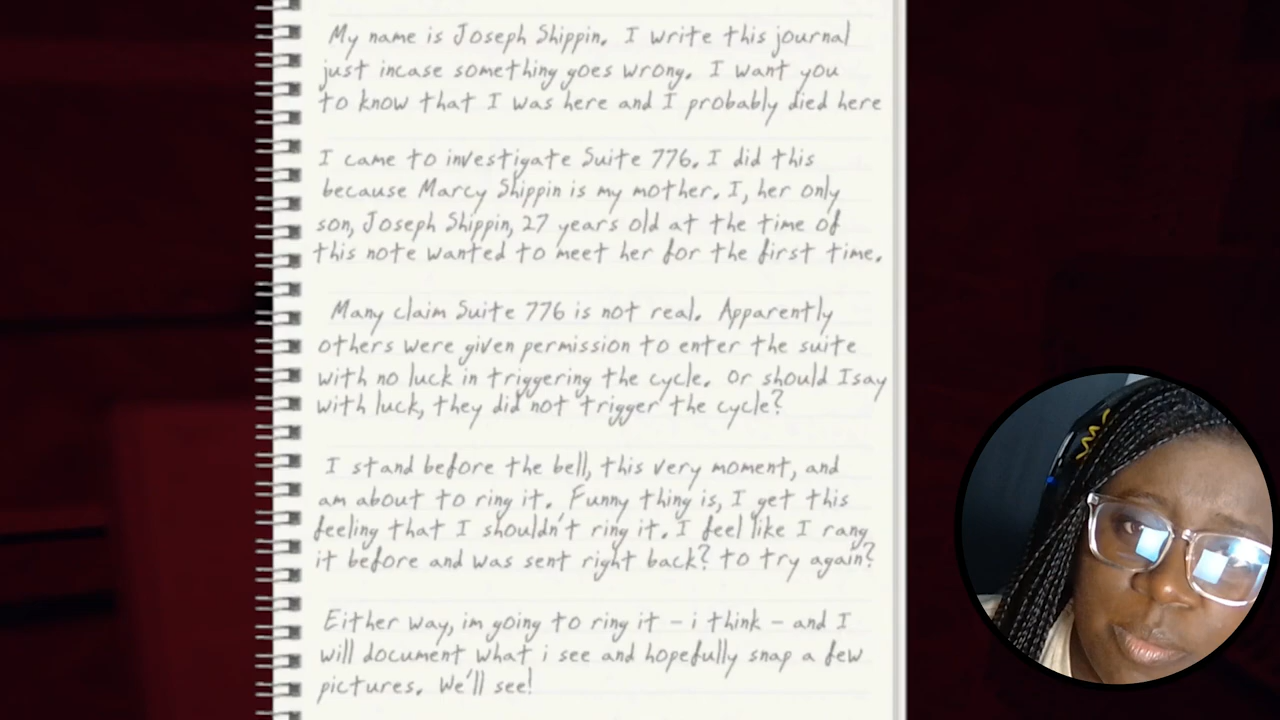 My name is Joseph Shippin. I write this journal
just incase something goes wrong. I want you
to know that I was here and I probably died here
I came to investigate Suite 776. I did this
because Marcy Shippin is my mother. I, her only
son, Joseph Shippin, 27 years old at the time of
this note wanted to meet her for the first time.
Many claim Suite 776 is not real. Apparently
others were given permission to enter the suite
with no luck in triggering the cycle. Or should Isay
with luck, they did not trigger the cycle?
I stand before the bell, this very moment, and
am about to ring it. Funny thing is, I get this
feeling that I shouldn't ring it. I feel like I rang
it before and was sent right back? to try again?
Either way, im going to ring it - i think - and I
will document what i see and hopefully snap a few
pictures. We'll see!